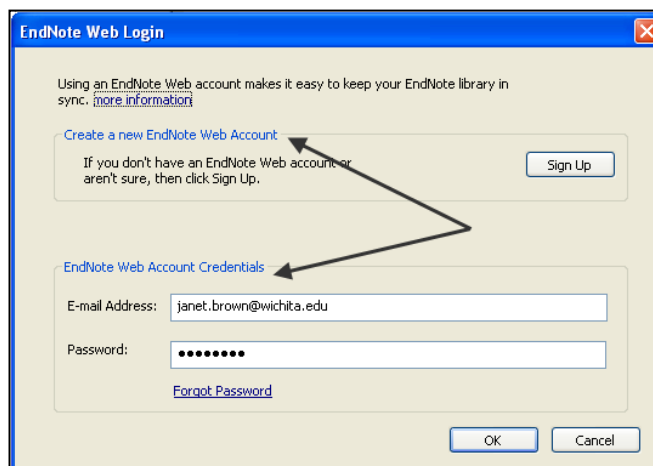 EndNote Web Login
Using an EndNote Web account makes it easy to keep your EndNote library in
sync. more information
Create a new EndNote Web Account
If you don't have an EndNote Web account or
aren't sure, then click Sign Up.
Sign Up
EndNote Web Account Credentials
E-mail Address: janet.brown@wichita.edu
Password: ●●●●●●●●
Forgot Password
OK Cancel